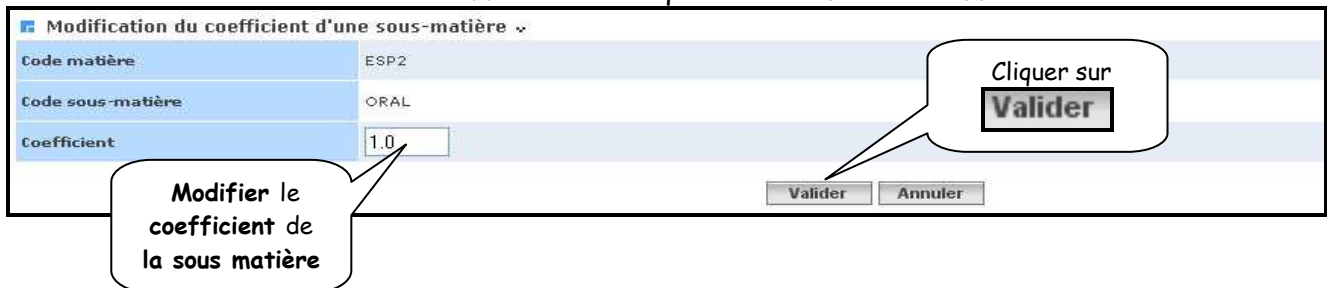 Modification du coefficient d'une sous-matière
Code matière ESP2
Code sous-matière ORAL
Coefficient 1.0
Cliquer sur
Valider
Valider Annuler
Modifier le
coefficient de
la sous matière